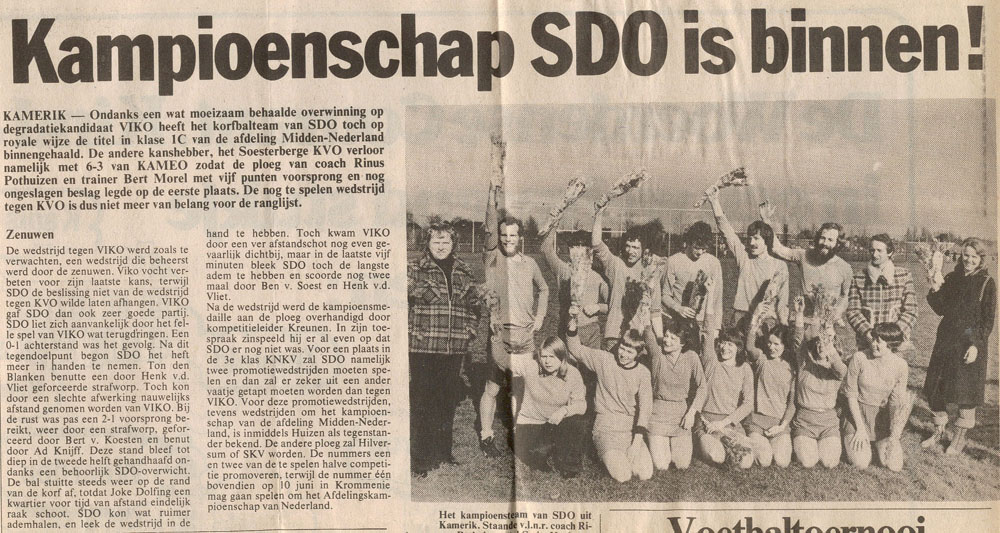 Kampioenschap SDO is binnen!
KAMERIK — Ondanks een wat moeizaam behaalde overwinning op
degradatiekandidaat VIKO heeft het korfbalteam van SDO toch op
royale wijze de titel in klase 1C van de afdeling Midden-Nederland
binnengehaald. De andere kanshebber, het Soesterberge KVO verloor
namelijk met 6-3 van KAMEO zodat de ploeg van coach Rinus
Pothuizen en trainer Bert Morel met vijf punten voorsprong en nog
ongeslagen beslag legde op de eerste plaats. De nog te spelen wedstrijd
tegen KVO is dus niet meer van belang voor de ranglijst.
Zenuwen
De wedstrijd tegen VIKO werd zoals te
verwachten, een wedstrijd die beheerst
werd door de zenuwen. Viko vocht ver-
beten voor zijn laatste kans, terwijl
SDO de beslissing niet van de wedstrijd
tegen KVO wilde laten afhangen. VIKO
gaf SDO dan ook zoer goede partij.
SDO liet zich aanvankelijk door het fel-
le spel van VIKO wat terugdringen. Een
0-1 achterstand was het gevolg. Na dit
tegendoelpunt begon SDO het heft
meer in handen te nemen. Ton den
Blanken benutte een door Henk v.d.
Vliet geforceerde strafworp. Toch kon
door een slechte afwerking nauwelijks
afstand genomen worden van VIKO. Bij
de rust was pas een 2-1 voorsprong be-
reikt, weer door een strafworp, gefor-
ceerd door Bert v. Koesten en benut
door Ad Knijff. Deze stand bleef tot
diep in de tweede helft gehandhaafd on-
danks een behoorlijk SDO-overwicht.
De bal stuitte steeds weer op de rand
van de korf af, totdat Joke Dolfing een
kwartier voor tijd van afstand eindelijk
raak schoot. SDO kon wat ruimer
ademhalen, en leek de wedstrijd in de
hand te hebben. Toch kwam VIKO
door een ver afstandschot nog even ge-
vaarlijk dichtbij, maar in de laatste vijf
minuten bleek SDO toch de langste
adem te hebben en scoorde nog twee
maal door Ben v. Soest en Henk v.d.
Vliet.
Na de wedstrijd werd de kampioensme-
daille aan de ploeg overhandigd door
kompetitieleider Kreunen. In zijn toe-
spraak zinspeeld hij er al even op dat
SDO er nog niet was. Voor een plaats in
de 3e klas KNKV zal SDO namelijk
twee promotiewedstrijden moeten spe-
len en dan zal er zeker uit een ander
vaatje getapt moeten worden dan tegen
VIKO. Voor deze promotiewedstrijden,
tevens wedstrijden om het kampioen-
schap van de afdeling Midden-Neder-
land, is inmiddels Huizen als tegenstan-
der bekend. De andere ploeg zal Hilver-
sum of SKV worden. De nummers een
en twee van de te spelen halve competi-
tie promoveren, terwijl de nummer één
bovendien op 10 juni in Krommenie
mag gaan spelen om het Afdelingskam-
pioenschap van Nederland.
Het kampioensteam van SDO uit
Kamerik. Staande v.l.n.r. coach Ri-
Voetbaltoernooi